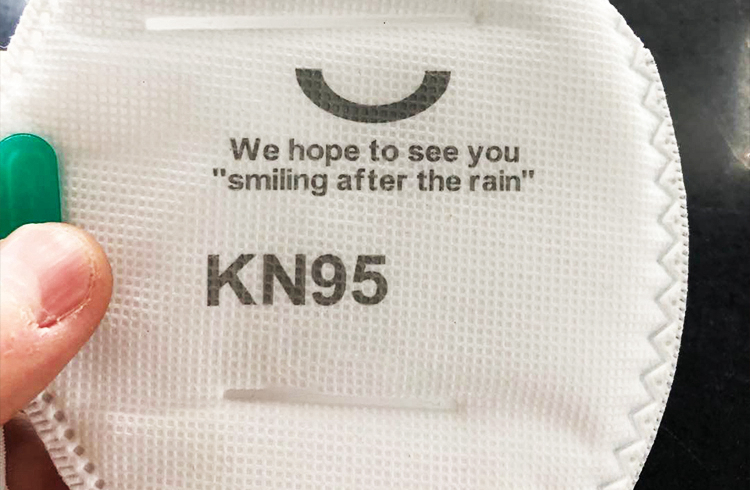 We hope to see you
"smiling after the rain"
KN95